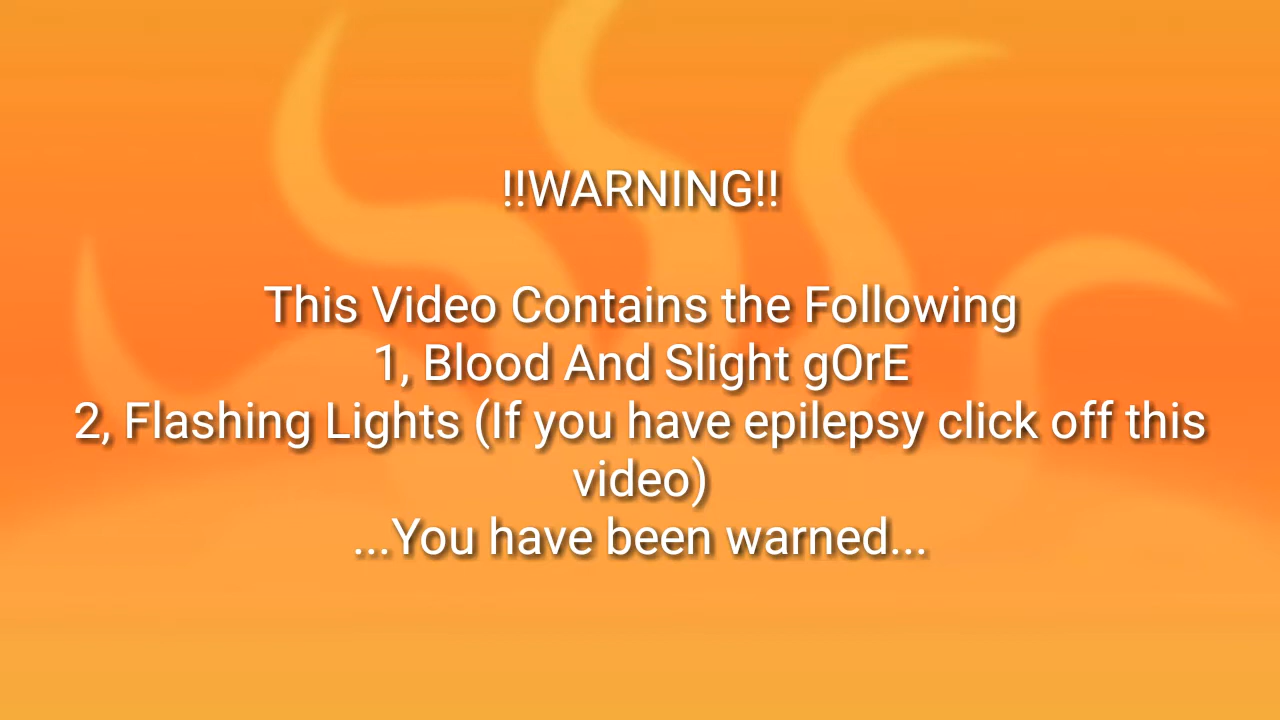 !!WARNING!!
This Video Contains the Following
1, Blood And Slight gOrE
2, Flashing Lights (If you have epilepsy click off this
video)
...You have been warned...